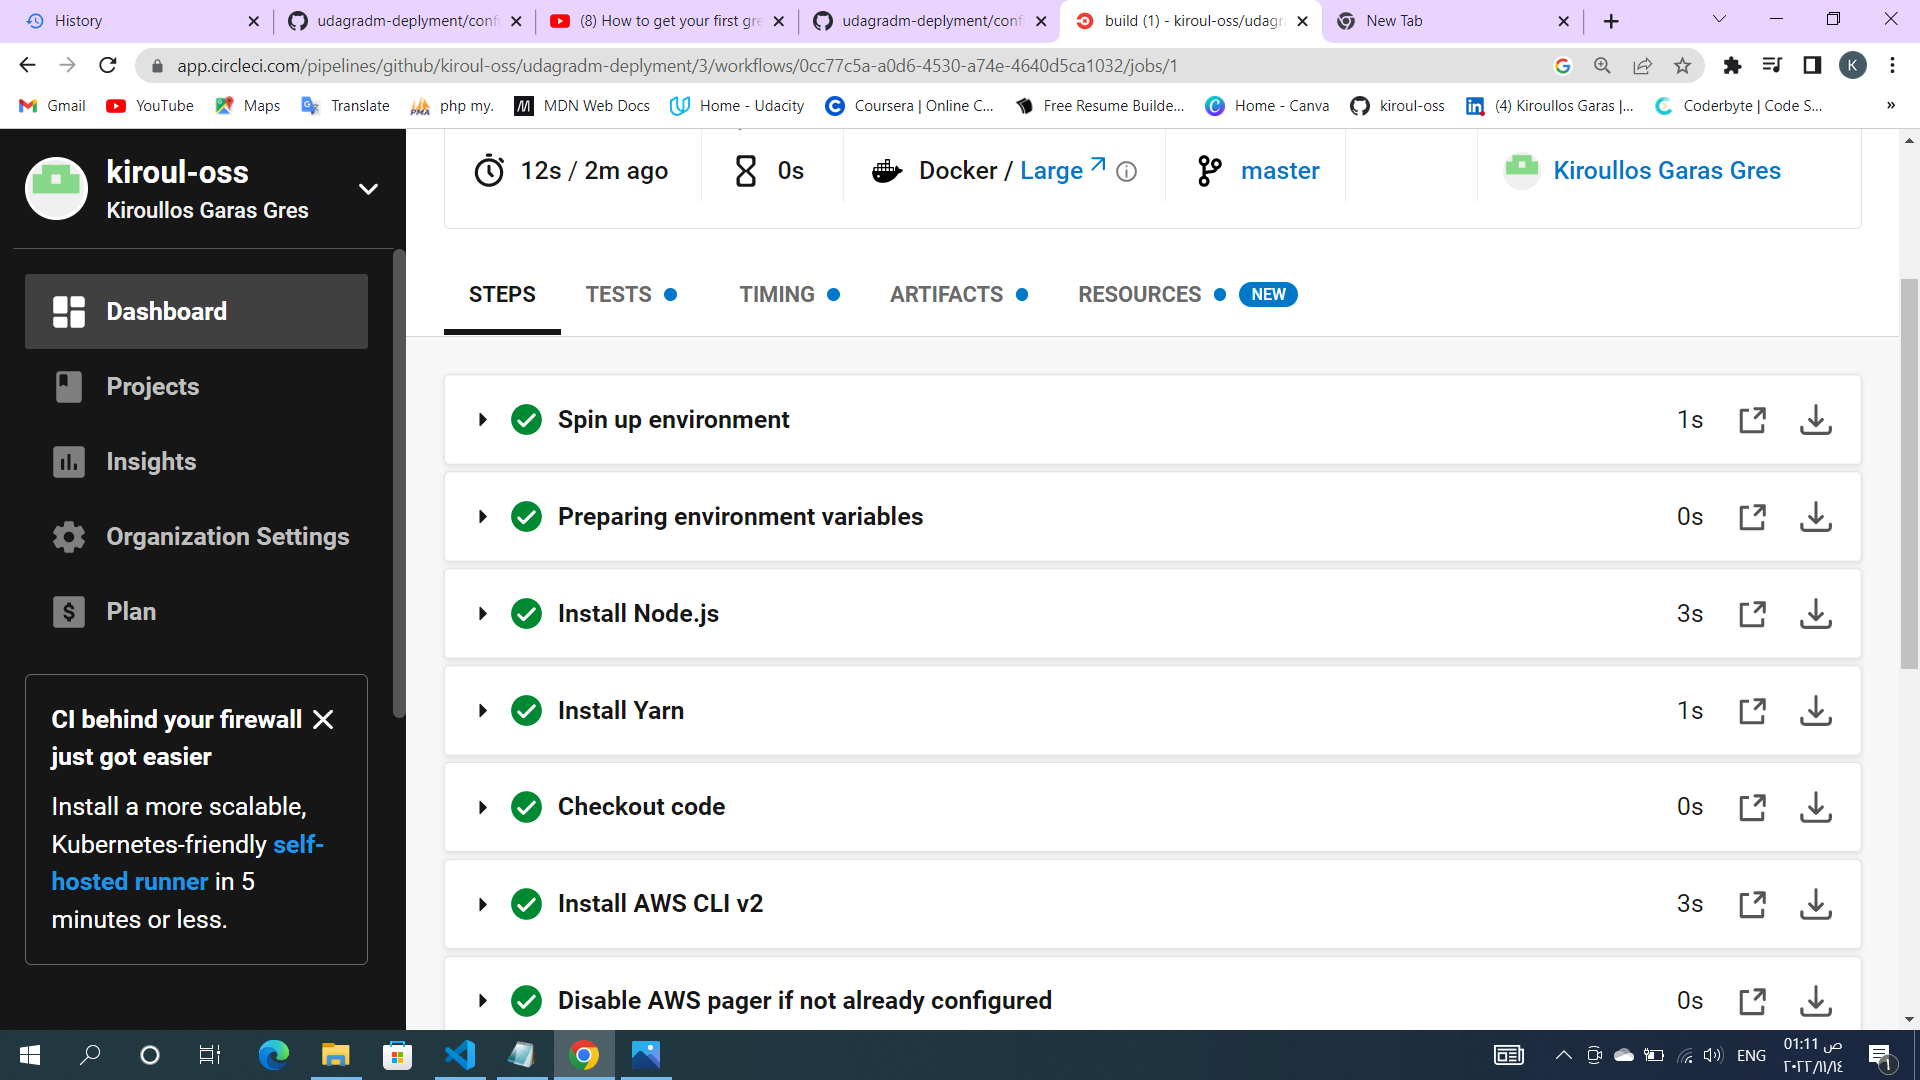 History
udagradm-deplyment/confi
(8) How to get your first gre
udagradm-deplyment/confi
build (1) - kiroul-oss/udagra
New Tab
app.circleci.com/pipelines/github/kiroul-oss/udagradm-deplyment/3/workflows/0cc77c5a-a0d6-4530-a74e-4640d5ca1032/jobs/1
K
Gmail
YouTube
Maps
Translate
php my.
MDN Web Docs
Home - Udacity
Coursera | Online C...
Free Resume Builde...
Home - Canva
kiroul-oss
(4) Kiroullos Garas |...
Coderbyte | Code S...
»
kiroul-oss
Kiroullos Garas Gres
Dashboard
Projects
Insights
Organization Settings
Plan
CI behind your firewall
just got easier
Install a more scalable,
Kubernetes-friendly self-
hosted runner in 5
minutes or less.
12s / 2m ago
0s
Docker / Large
master
Kiroullos Garas Gres
STEPS
TESTS
TIMING
ARTIFACTS
RESOURCES
NEW
Spin up environment
1s
Preparing environment variables
0s
Install Node.js
3s
Install Yarn
1s
Checkout code
0s
Install AWS CLI v2
3s
Disable AWS pager if not already configured
0s
ENG
01:11 ص
٢٠٢٢/١١/١٤
١